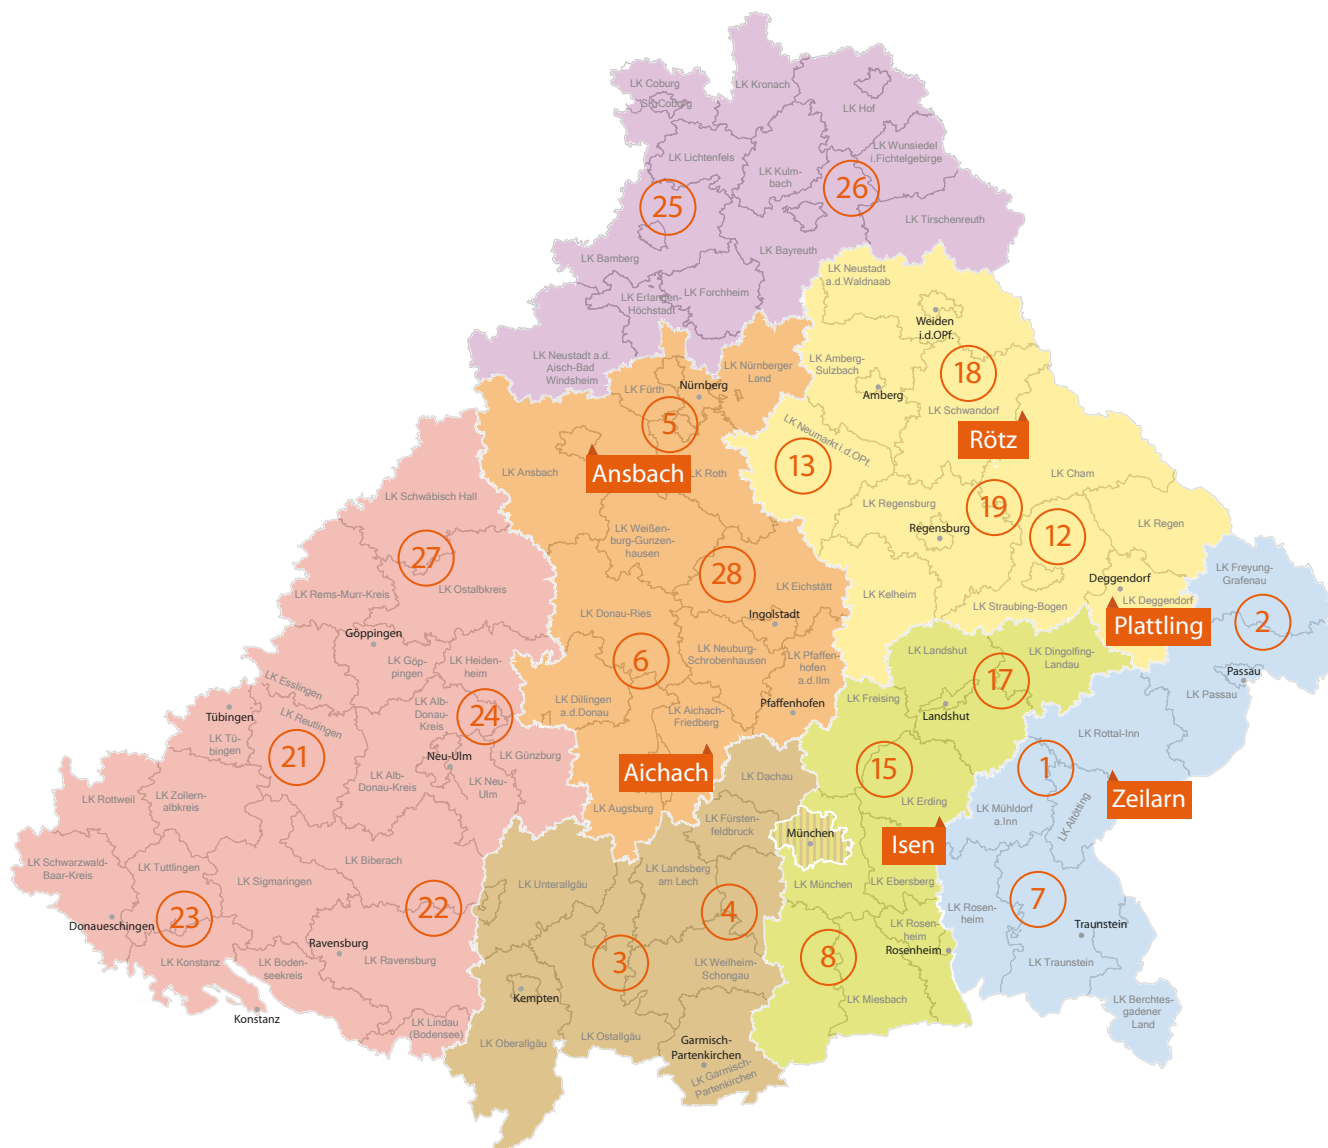 LK Coburg
SK Coburg
LK Kronach
LK Hof
LK Lichtenfels
LK Wunsiedel
i.Fichtelgebirge
LK Kulm-
bach
26
25
LK Tirschenreuth
LK Bamberg
LK Bayreuth
LK Erlangen-
Höchstadt
LK Forchheim
LK Neustadt a.d.
Aisch-Bad
Windsheim
LK Neustadt
a.d.Waldnaab
Weiden
i.d.OPf.
LK Amberg-
Sulzbach
18
Amberg
LK Schwandorf
Rötz
LK Nürnberger
Land
LK Fürth
Nürnberg
5
LK Neumarkt i.d.OPf.
13
LK Ansbach
Ansbach
LK Roth
LK Cham
LK Regensburg
19
Regensburg
12
LK Regen
LK Schwäbisch Hall
27
LK Rems-Murr-Kreis
LK Ostalbkreis
LK Weißen-
burg-Gunzen-
hausen
28
LK Eichstätt
LK Kelheim
LK Straubing-Bogen
Deggendorf
LK Deggendorf
Plattling
LK Freyung-
Grafenau
2
Passau
LK Passau
LK Donau-Ries
Ingolstadt
6
LK Neuburg-
Schrobenhausen
LK Pfaffen-
hofen
a.d.Ilm
LK Dillingen
a.d.Donau
LK Aichach-
Friedberg
Pfaffenhofen
Aichach
LK Augsburg
Göppingen
LK Göp-
pingen
LK Heiden-
heim
LK Esslingen
Tübingen
LK Reutlingen
LK Tü-
bingen
21
LK Alb-
Donau-
Kreis
24
Neu-Ulm
LK Günzburg
LK Alb-
Donau-Kreis
LK Neu-
Ulm
LK Rottweil
LK Zollern-
albkreis
LK Schwarzwald-
Baar-Kreis
LK Tuttlingen
LK Sigmaringen
LK Biberach
22
23
Donaueschingen
Ravensburg
LK Konstanz
LK Boden-
seekreis
LK Ravensburg
Konstanz
LK Lindau
(Bodensee)
LK Landshut
LK Dingolfing-
Landau
17
LK Freising
Landshut
15
LK Erding
Isen
LK Rottal-Inn
1
Zeilarn
LK Mühldorf
a.Inn
LK Altötting
LK Dachau
LK Fürsten-
feldbruck
München
LK München
LK Ebersberg
LK Unterallgäu
LK Landsberg
am Lech
4
3
LK Weilheim-
Schongau
Kempten
LK Oberallgäu
LK Ostallgäu
Garmisch-
Partenkirchen
LK Garmisch-
Partenkirchen
LK Rosen-
heim
Rosenheim
8
LK Miesbach
LK Rosen-
heim
7
Traunstein
LK Traunstein
LK Berchtes-
gadener
Land